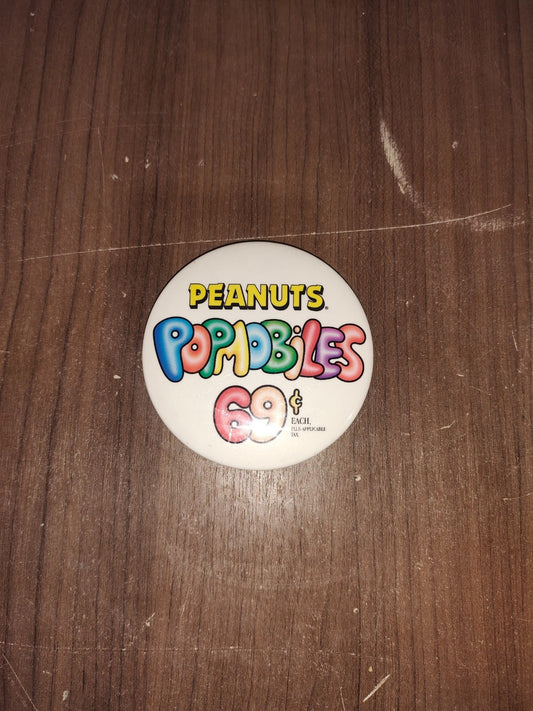 PEANUTS®
POPMOBiLES
69¢
EACH,
PLUS APPLICABLE
TAX.